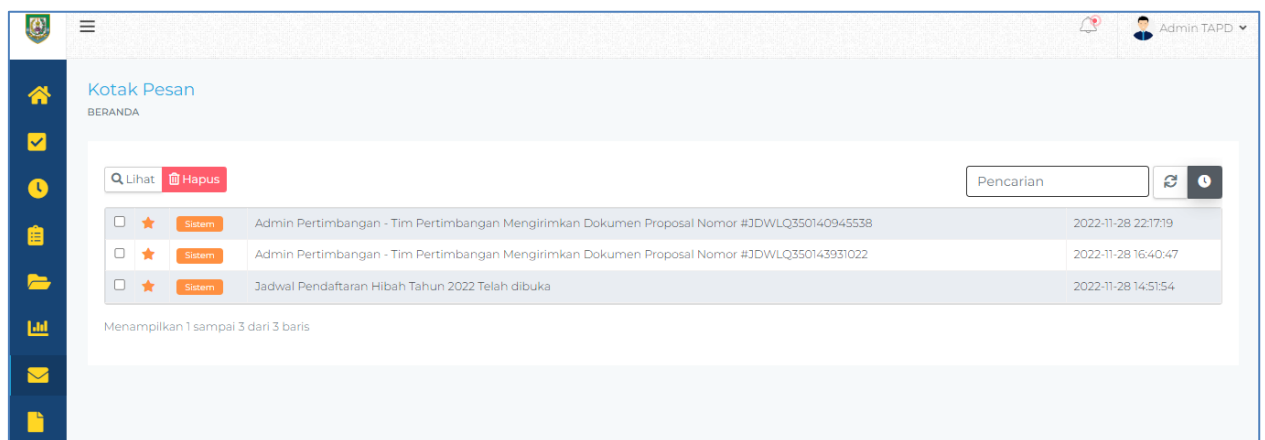 Admin TAPD
Kotak Pesan
BERANDA
Lihat Hapus Pencarian
Sistem Admin Pertimbangan - Tim Pertimbangan Mengirimkan Dokumen Proposal Nomor #JDWLQ350140945538 2022-11-28 22:17:19
Sistem Admin Pertimbangan - Tim Pertimbangan Mengirimkan Dokumen Proposal Nomor #JDWLQ350143931022 2022-11-28 16:40:47
Sistem Jadwal Pendaftaran Hibah Tahun 2022 Telah dibuka 2022-11-28 14:51:54
Menampilkan 1 sampai 3 dari 3 baris